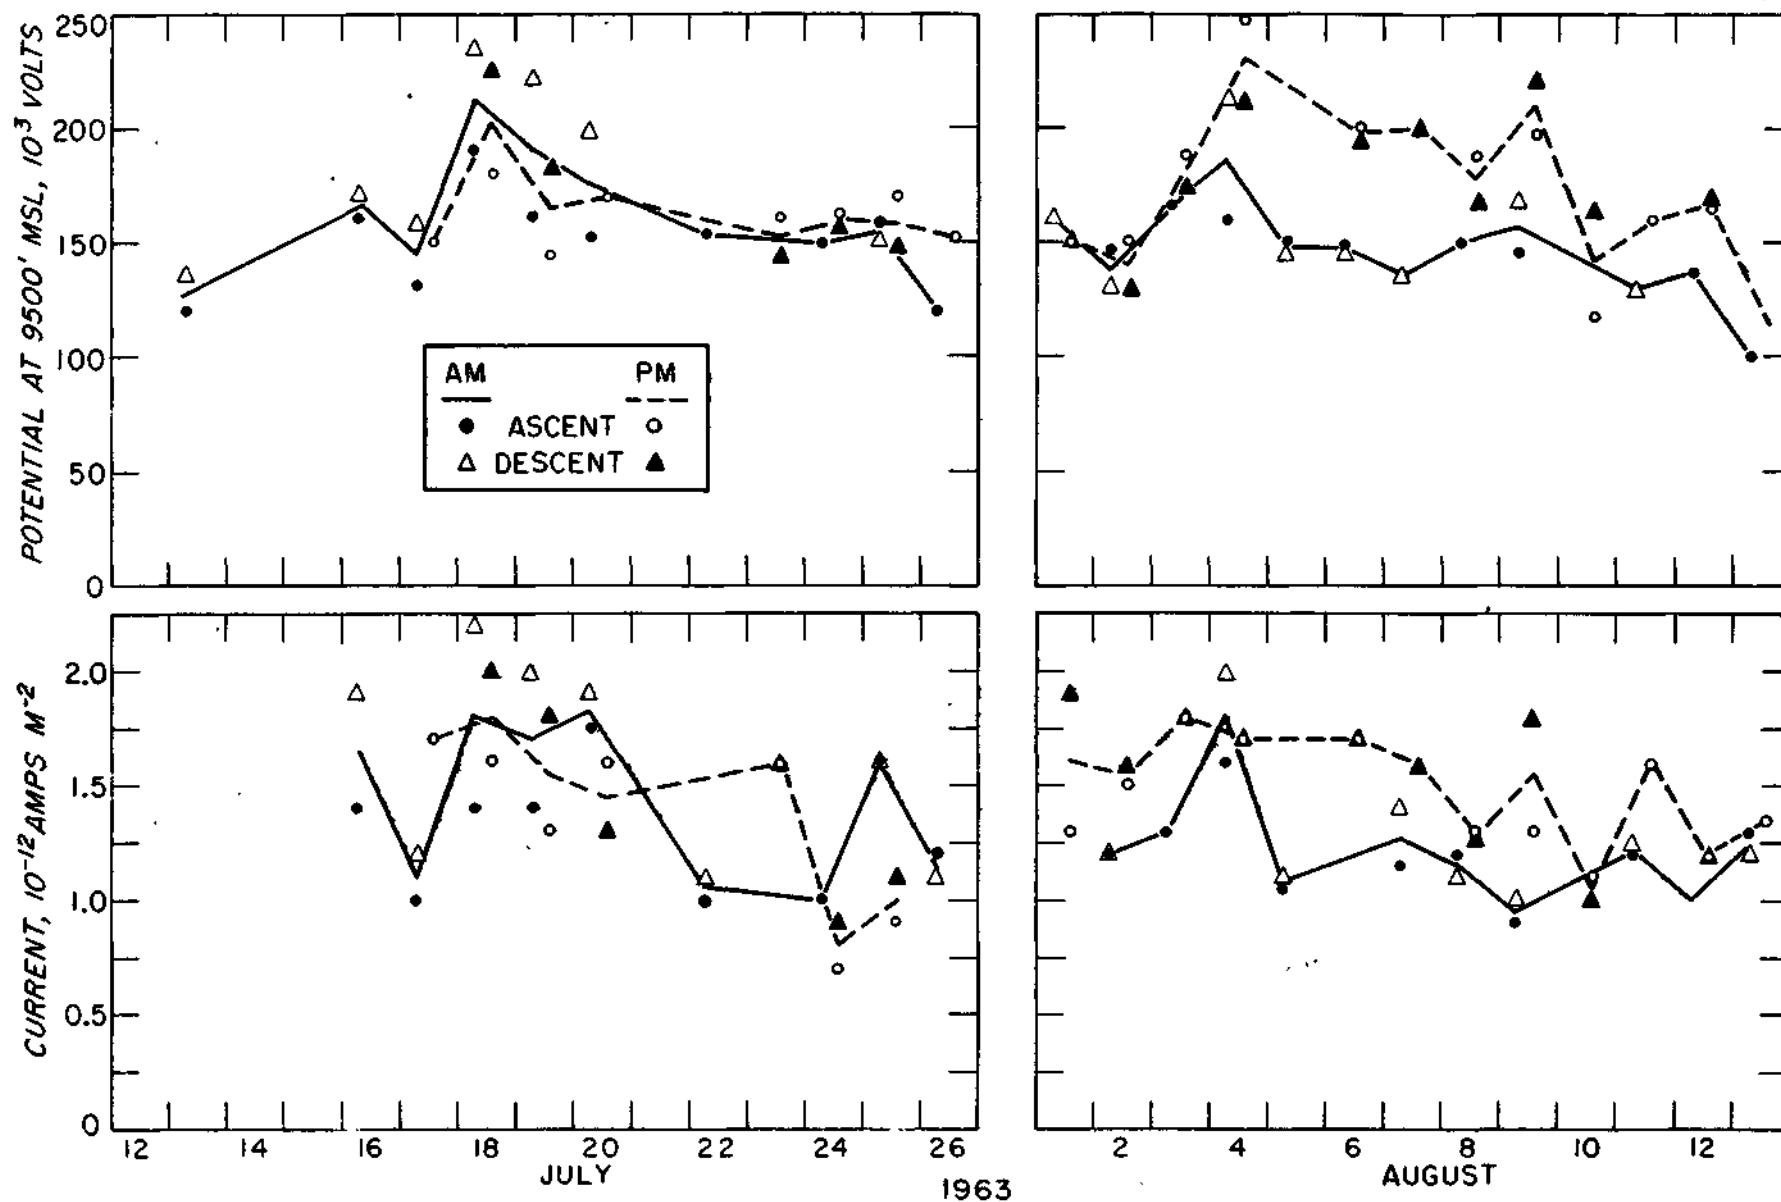 POTENTIAL AT 9500' MSL, 10³ VOLTS
250
200
150
100
50
0
AM PM
ASCENT
DESCENT
CURRENT, 10⁻¹² AMPS M⁻²
2.0
1.5
1.0
0.5
0
12 14 16 18 20 22 24 26
JULY
2 4 6 8 10 12
AUGUST
1963